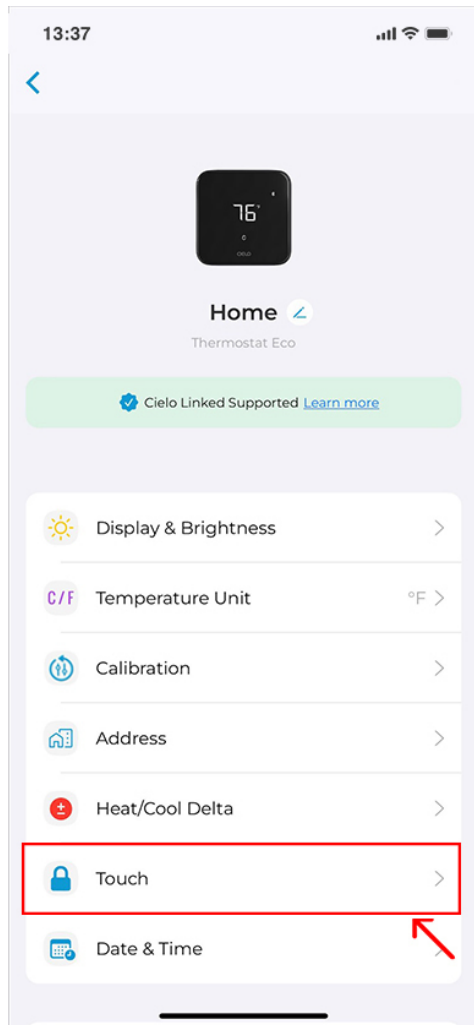 13:37
76°
CIELO
Home
Thermostat Eco
Cielo Linked Supported Learn more
Display & Brightness
C/F Temperature Unit °F
Calibration
Address
Heat/Cool Delta
Touch
Date & Time